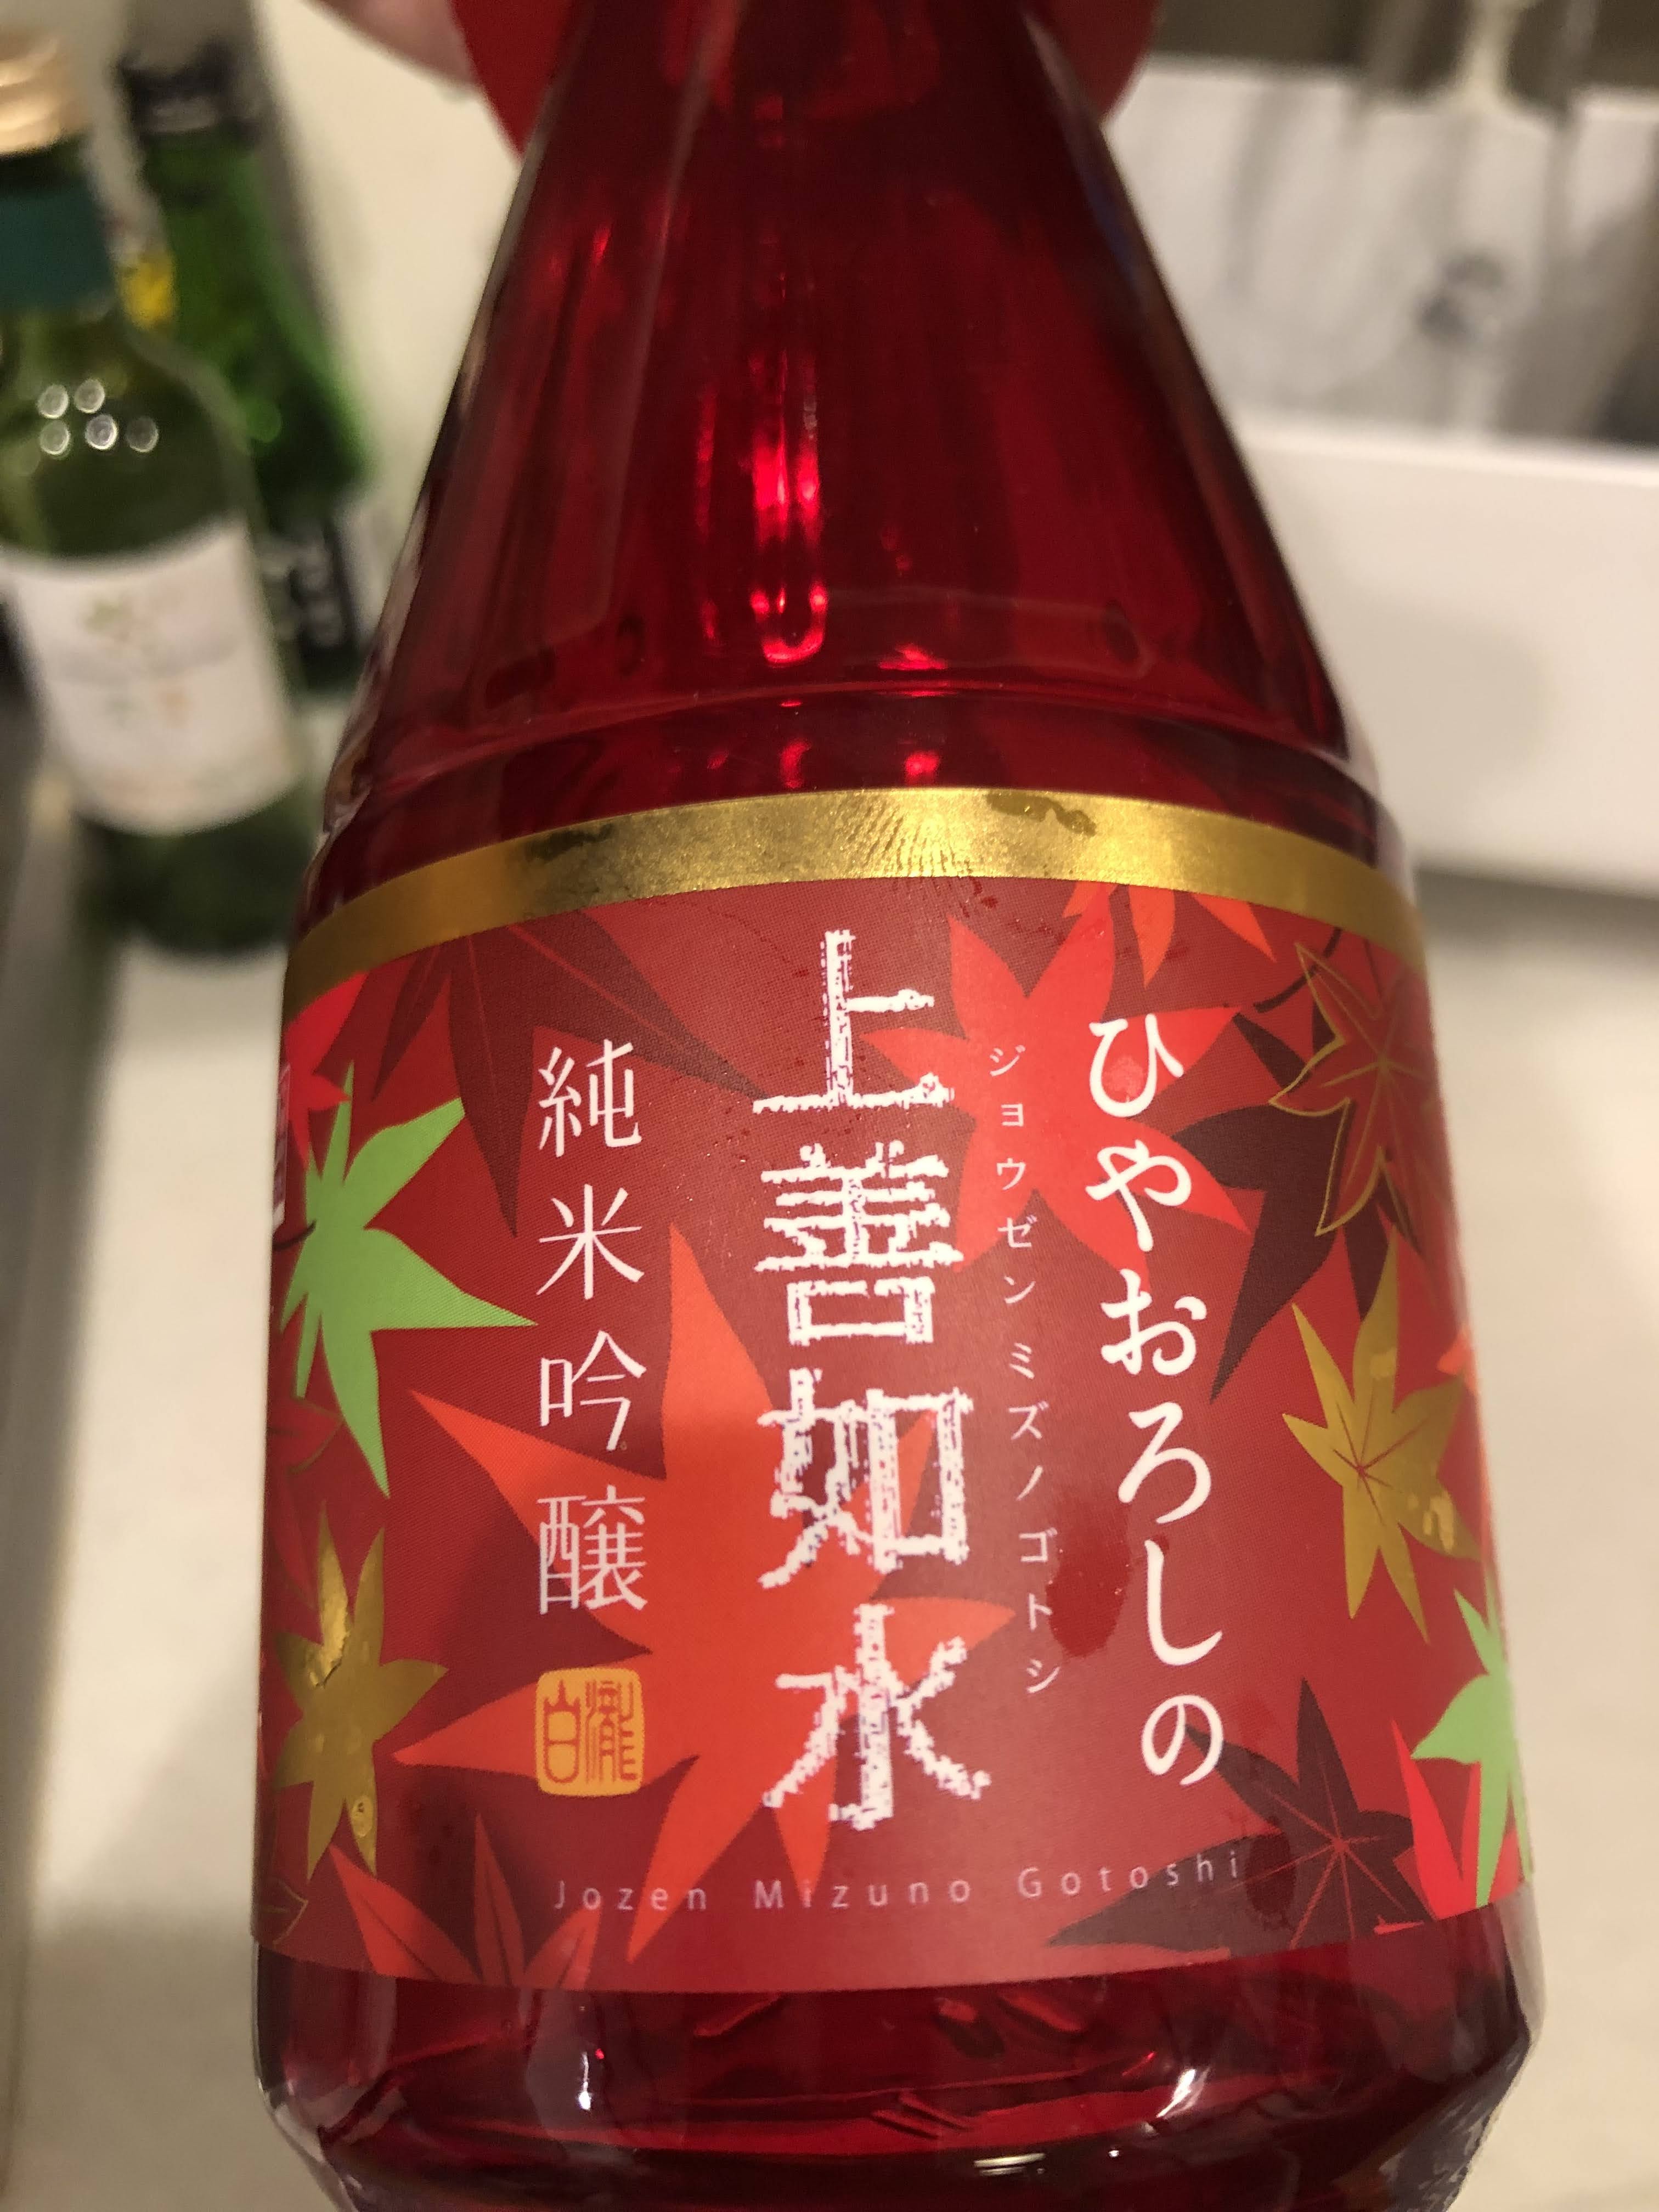 ひやおろしの
ジョウゼンミズノゴトシ
上善如水
純米吟醸
白瀧
Jozen Mizuno Gotoshi